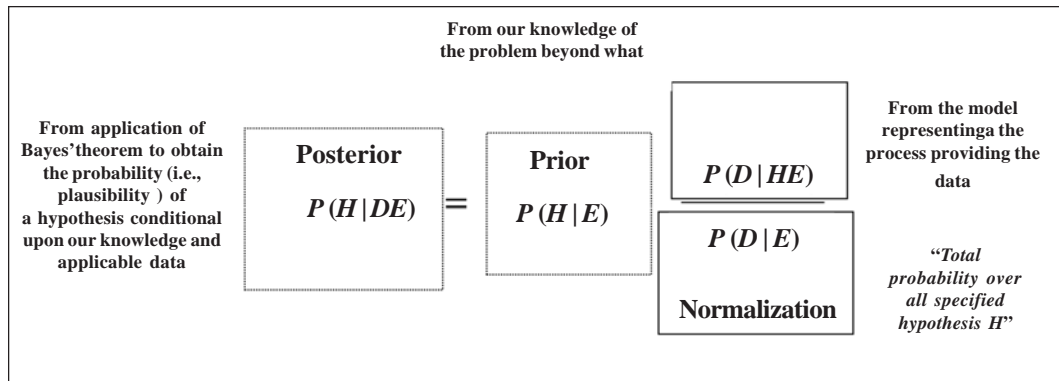 From our knowledge of
the problem beyond what
From application of
Bayes’theorem to obtain
the probability (i.e.,
plausibility ) of
a hypothesis conditional
upon our knowledge and
applicable data
Posterior
P (H | DE)
=
Prior
P (H | E)
P (D | HE)
P (D | E)
Normalization
From the model
representinga the
process providing the
data
“Total
probability over
all specified
hypothesis H”